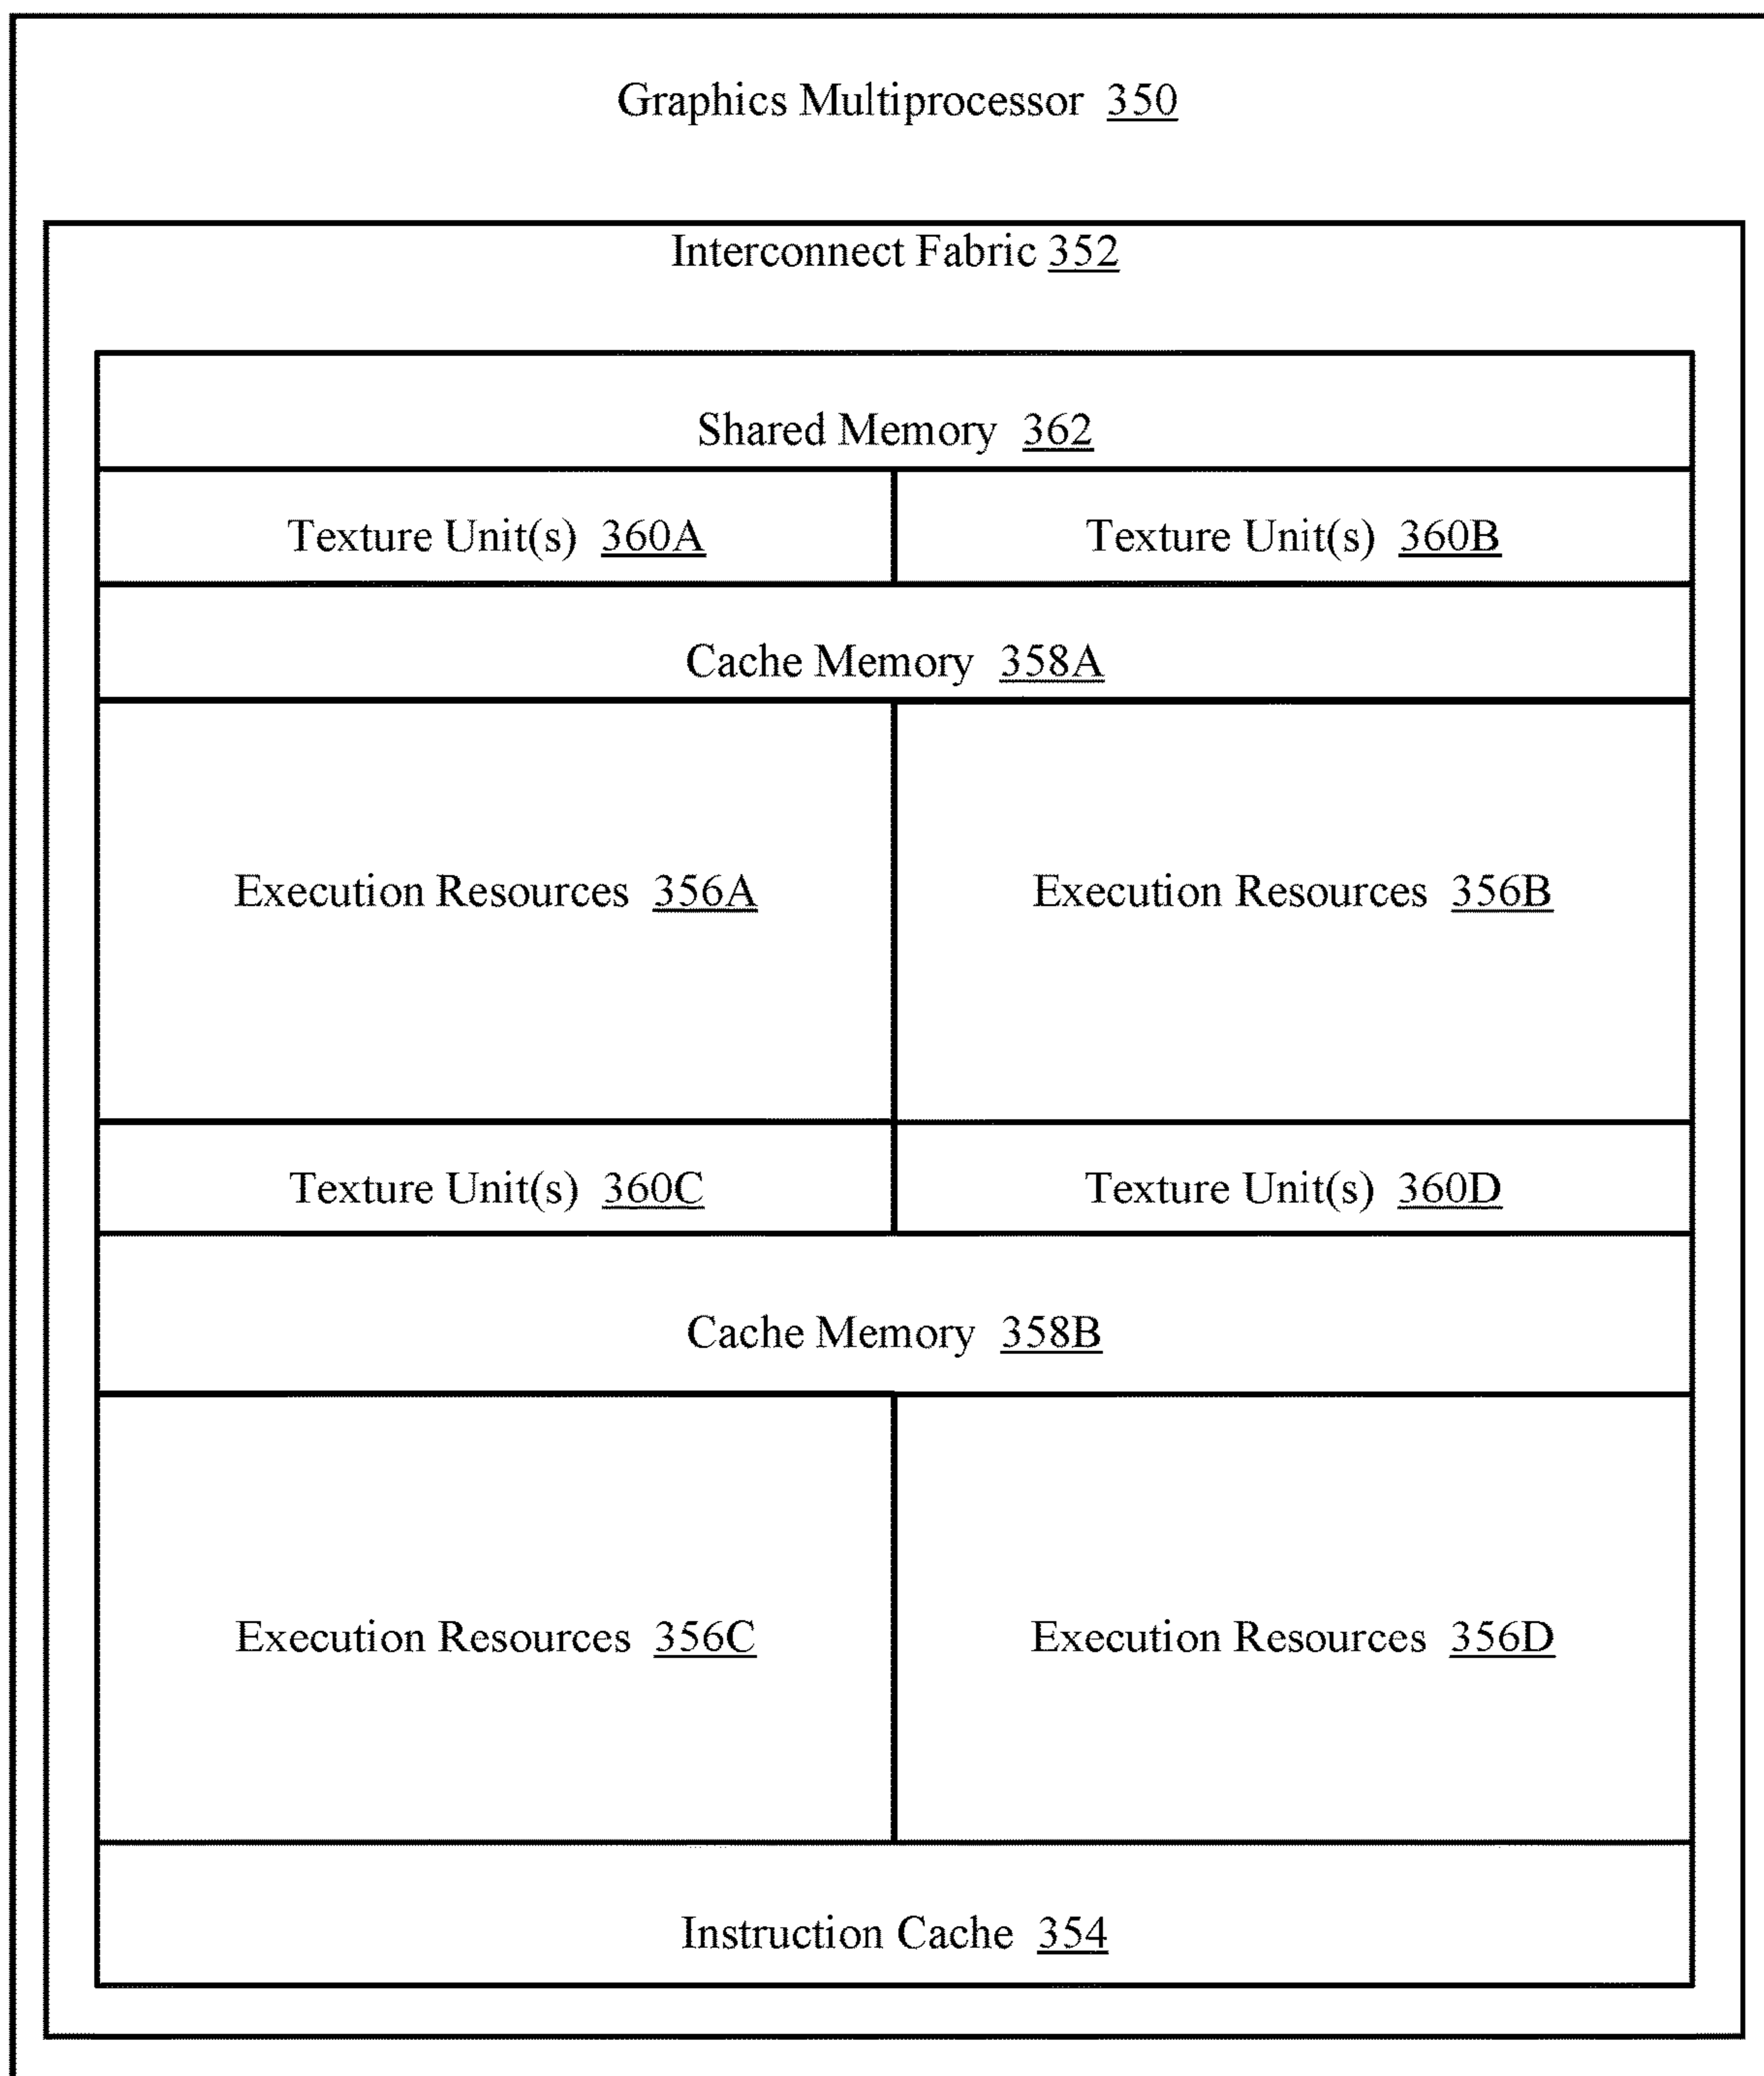 Graphics Multiprocessor 350
Interconnect Fabric 352
Shared Memory 362
Texture Unit(s) 360A
Texture Unit(s) 360B
Cache Memory 358A
Execution Resources 356A
Execution Resources 356B
Texture Unit(s) 360C
Texture Unit(s) 360D
Cache Memory 358B
Execution Resources 356C
Execution Resources 356D
Instruction Cache 354